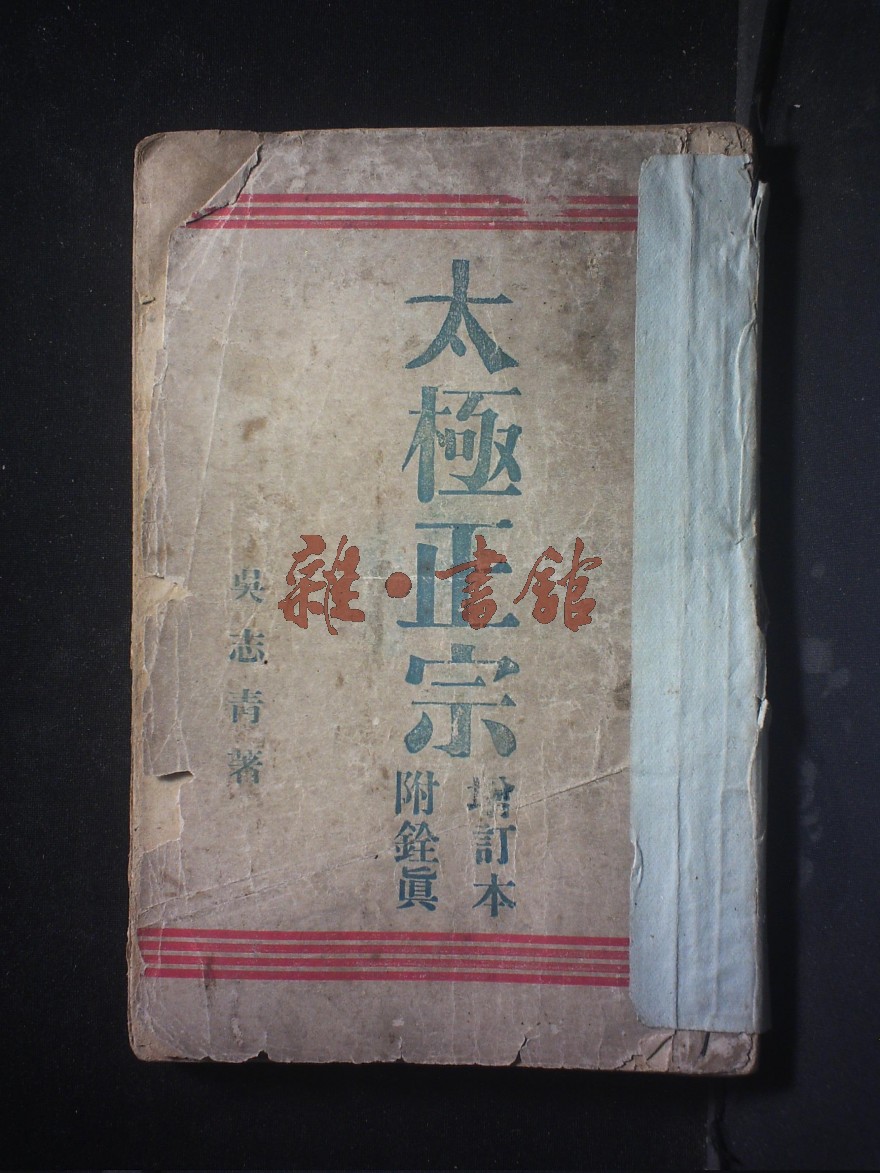 太極正宗
增訂本
附銓眞
吳志青著
雜·書館